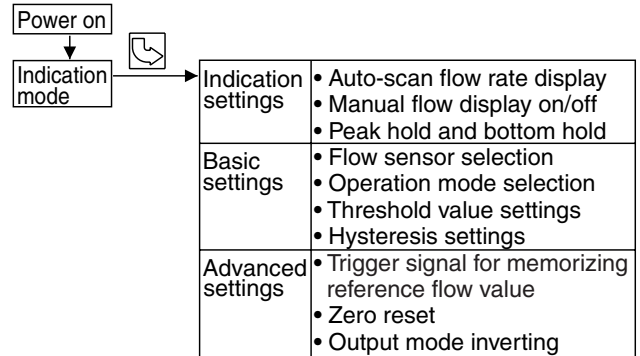 Power on
Indication
mode
Indication
settings
• Auto-scan flow rate display
• Manual flow display on/off
• Peak hold and bottom hold
Basic
settings
• Flow sensor selection
• Operation mode selection
• Threshold value settings
• Hysteresis settings
Advanced
settings
• Trigger signal for memorizing
reference flow value
• Zero reset
• Output mode inverting